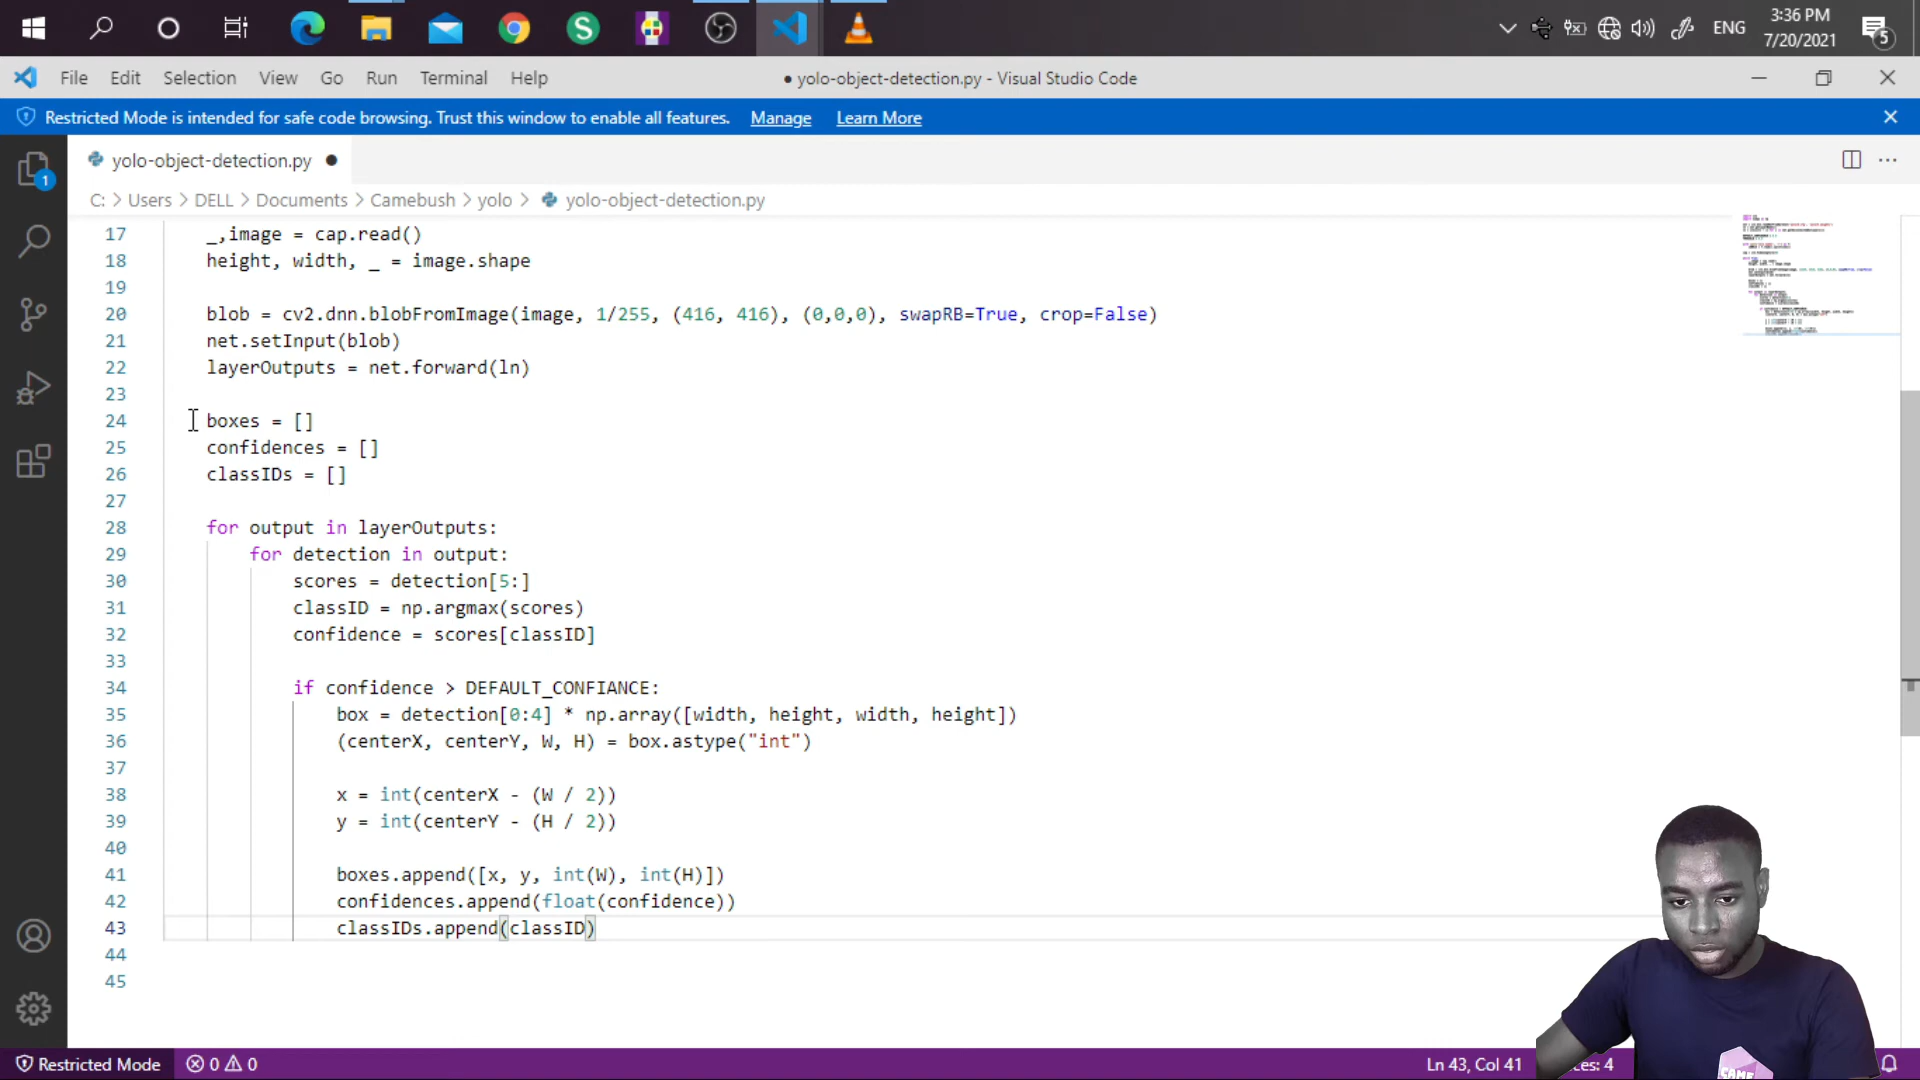 S
ENG
3:36 PM
7/20/2021
5
File Edit Selection View Go Run Terminal Help
● yolo-object-detection.py - Visual Studio Code
Restricted Mode is intended for safe code browsing. Trust this window to enable all features. Manage Learn More
1
yolo-object-detection.py ●
C: > Users > DELL > Documents > Camebush > yolo > yolo-object-detection.py
17 _,image = cap.read()
18 height, width, _ = image.shape
19
20 blob = cv2.dnn.blobFromImage(image, 1/255, (416, 416), (0,0,0), swapRB=True, crop=False)
21 net.setInput(blob)
22 layerOutputs = net.forward(ln)
23
24 boxes = []
25 confidences = []
26 classIDs = []
27
28 for output in layerOutputs:
29 for detection in output:
30 scores = detection[5:]
31 classID = np.argmax(scores)
32 confidence = scores[classID]
33
34 if confidence > DEFAULT_CONFIANCE:
35 box = detection[0:4] * np.array([width, height, width, height])
36 (centerX, centerY, W, H) = box.astype("int")
37
38 x = int(centerX - (W / 2))
39 y = int(centerY - (H / 2))
40
41 boxes.append([x, y, int(W), int(H)])
42 confidences.append(float(confidence))
43 classIDs.append(classID)
44
45
Restricted Mode 0 0
Ln 43, Col 41
ces: 4